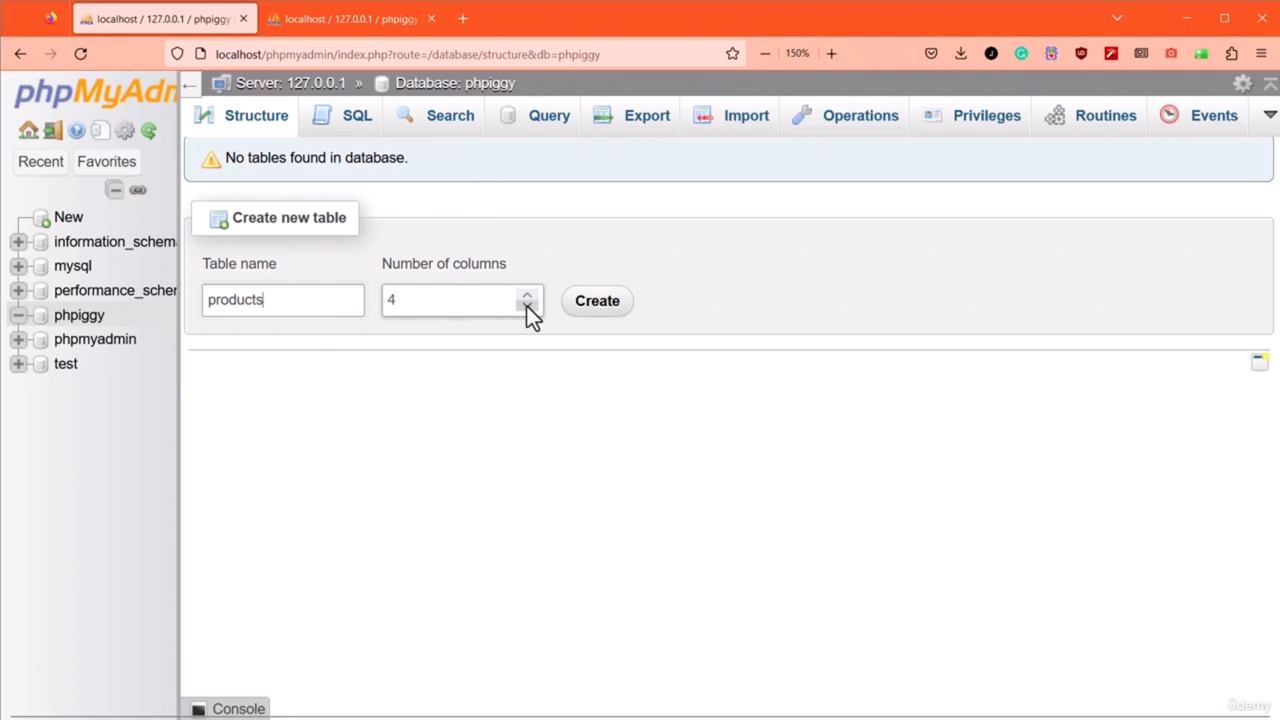 localhost / 127.0.0.1 / phpiggy
localhost / 127.0.0.1 / phpiggy
localhost/phpmyadmin/index.php?route=/database/structure&db=phpiggy
150%
phpMyAdm
Server: 127.0.0.1 » Database: phpiggy
Structure SQL Search Query Export Import Operations Privileges Routines Events
Recent Favorites
New
information_schem
mysql
performance_scher
phpiggy
phpmyadmin
test
No tables found in database.
Create new table
Table name Number of columns
products 4 Create
Console
ûdemy